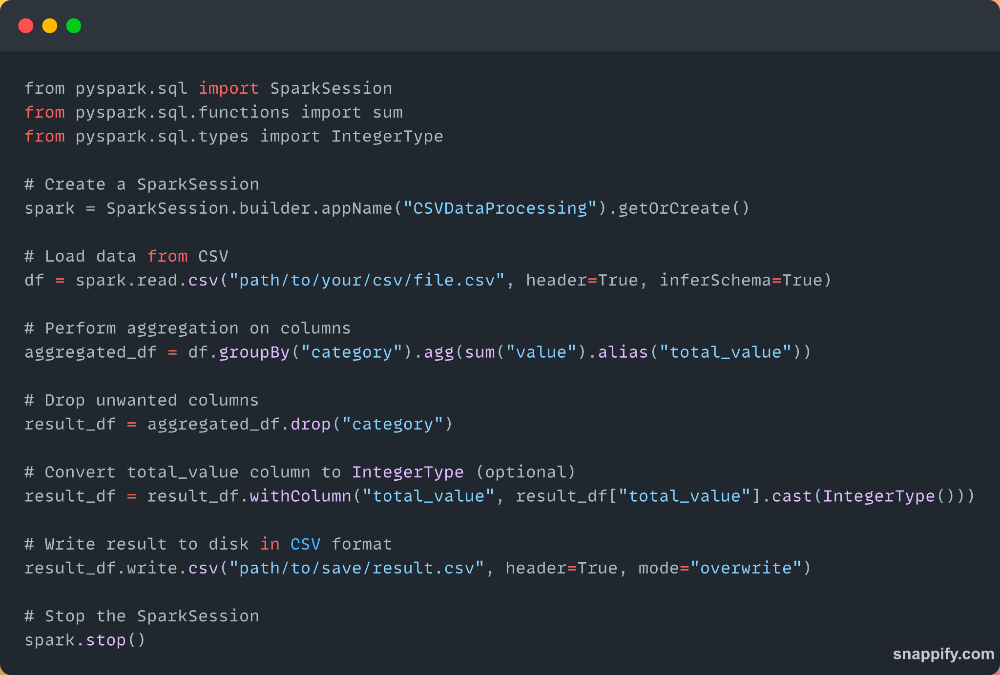 from pyspark.sql import SparkSession
from pyspark.sql.functions import sum
from pyspark.sql.types import IntegerType
# Create a SparkSession
spark = SparkSession.builder.appName("CSVDataProcessing").getOrCreate()
# Load data from CSV
df = spark.read.csv("path/to/your/csv/file.csv", header=True, inferSchema=True)
# Perform aggregation on columns
aggregated_df = df.groupBy("category").agg(sum("value").alias("total_value"))
# Drop unwanted columns
result_df = aggregated_df.drop("category")
# Convert total_value column to IntegerType (optional)
result_df = result_df.withColumn("total_value", result_df["total_value"].cast(IntegerType()))
# Write result to disk in CSV format
result_df.write.csv("path/to/save/result.csv", header=True, mode="overwrite")
# Stop the SparkSession
spark.stop()
snappify.com